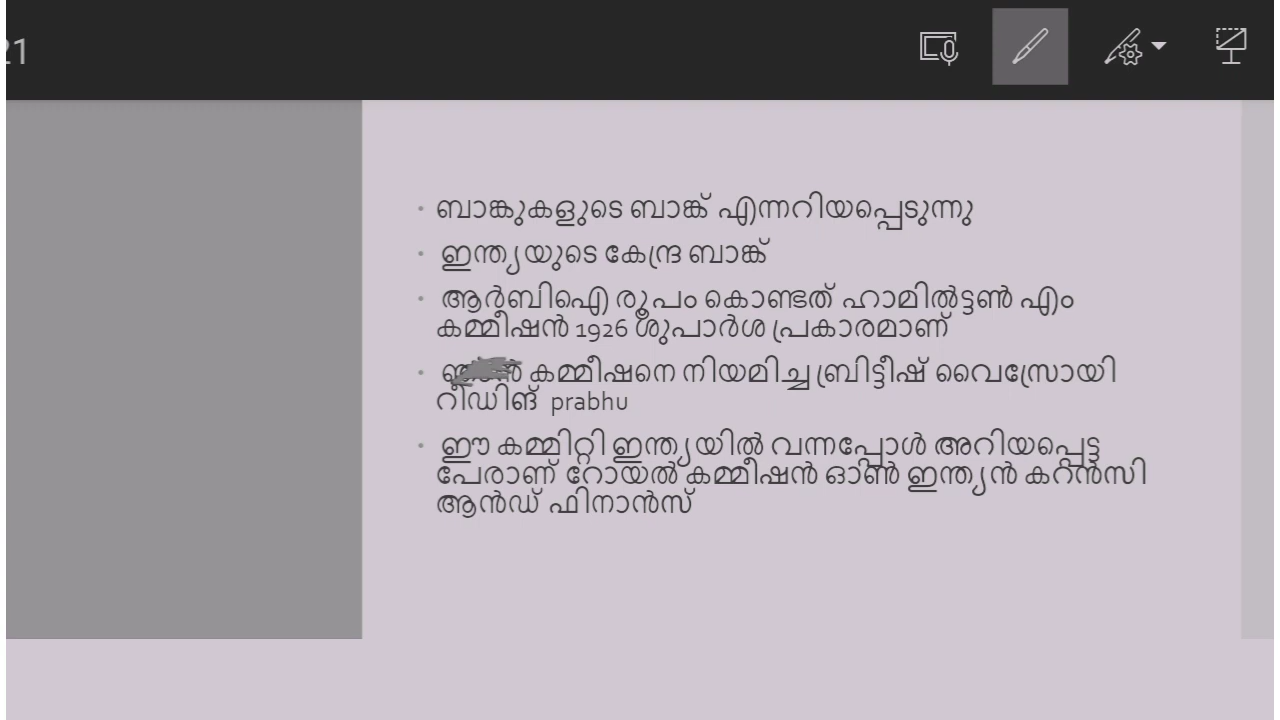 21
ബാങ്കുകളുടെ ബാങ്ക് എന്നറിയപ്പെടുന്നു
ഇന്ത്യയുടെ കേന്ദ്ര ബാങ്ക്
ആർബിഐ രൂപം കൊണ്ടത് ഹാമിൽട്ടൺ എം
കമ്മീഷൻ 1926 ശുപാർശ പ്രകാരമാണ്
കമ്മീഷനെ നിയമിച്ച ബ്രിട്ടീഷ് വൈസ്രോയി
റീഡിങ് prabhu
ഈ കമ്മിറ്റി ഇന്ത്യയിൽ വന്നപ്പോൾ അറിയപ്പെട്ട
പേരാണ് റോയൽ കമ്മീഷൻ ഓൺ ഇന്ത്യൻ കറൻസി
ആൻഡ് ഫിനാൻസ്